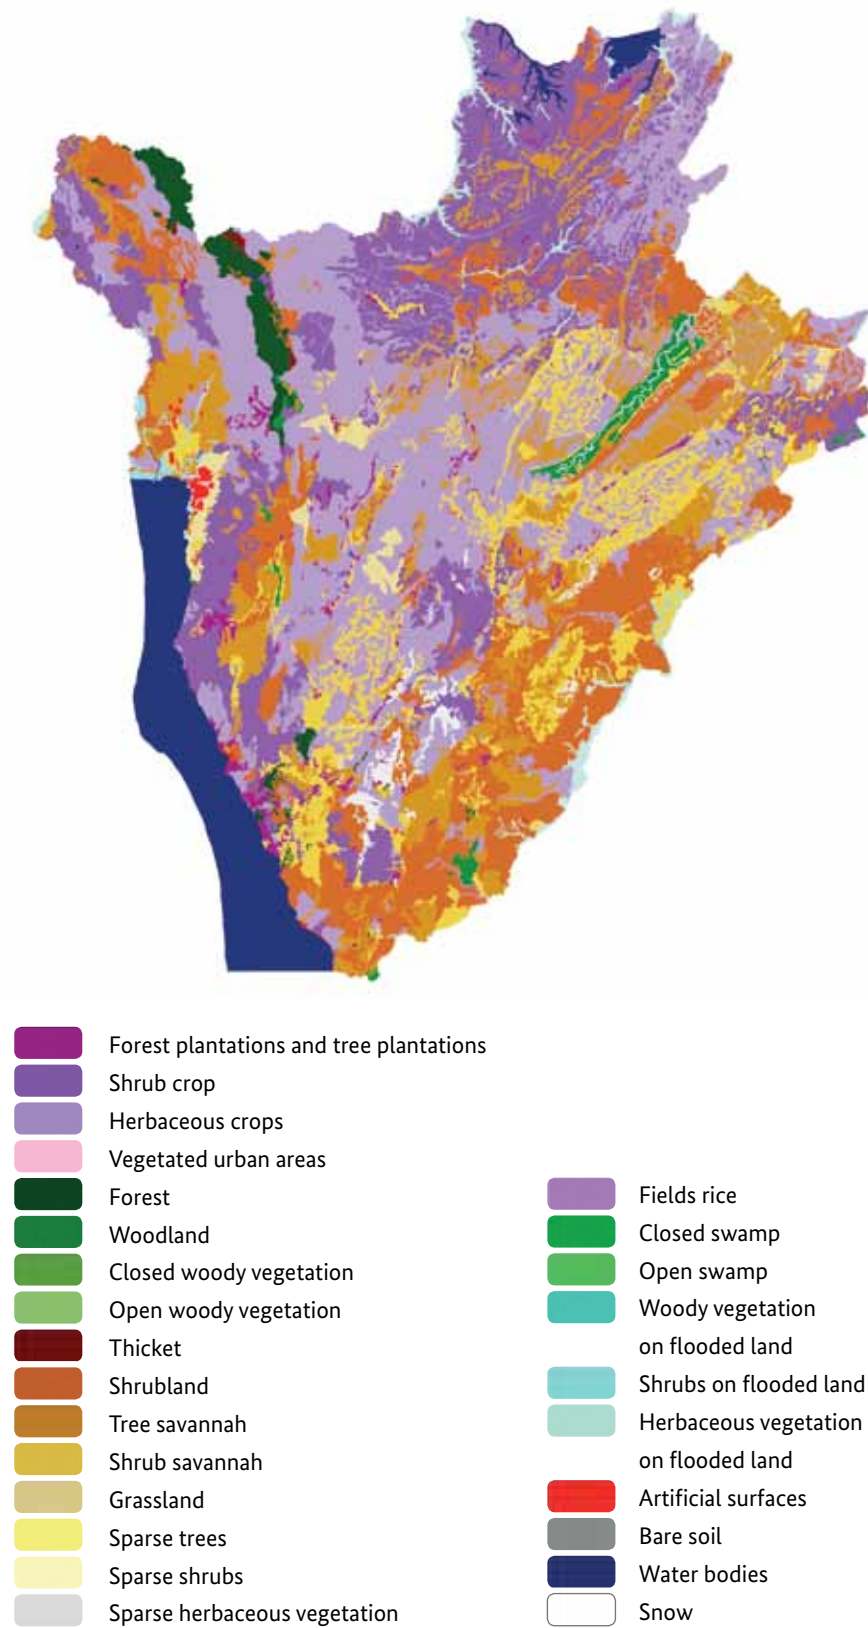 Forest plantations and tree plantations
Shrub crop
Herbaceous crops
Vegetated urban areas
Forest
Woodland
Closed woody vegetation
Open woody vegetation
Thicket
Shrubland
Tree savannah
Shrub savannah
Grassland
Sparse trees
Sparse shrubs
Sparse herbaceous vegetation
Fields rice
Closed swamp
Open swamp
Woody vegetation
on flooded land
Shrubs on flooded land
Herbaceous vegetation
on flooded land
Artificial surfaces
Bare soil
Water bodies
Snow